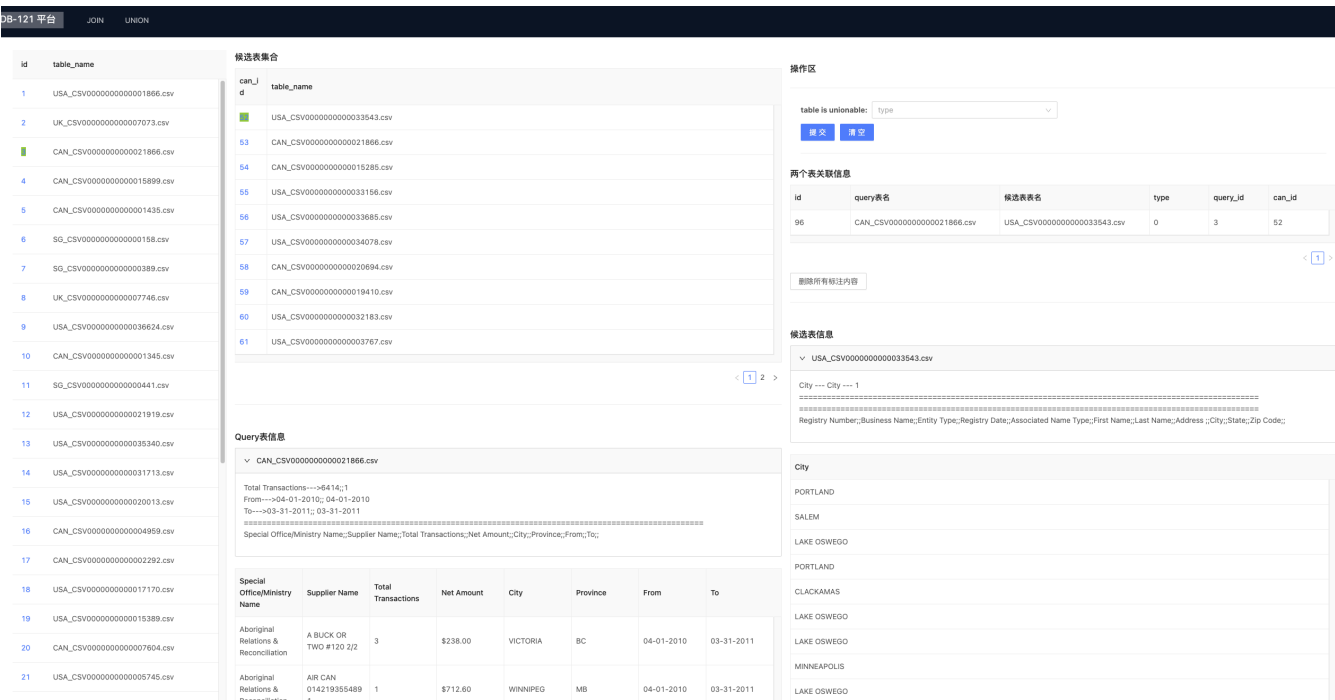 DB-121 平台 JOIN UNION
id table_name
1 USA_CSV0000000000001866.csv
2 UK_CSV0000000000007073.csv
3 CAN_CSV0000000000021866.csv
4 CAN_CSV0000000000015899.csv
5 CAN_CSV0000000000001435.csv
6 SG_CSV0000000000000158.csv
7 SG_CSV0000000000000389.csv
8 UK_CSV0000000000007746.csv
9 USA_CSV0000000000036624.csv
10 CAN_CSV0000000000001345.csv
11 SG_CSV0000000000000441.csv
12 USA_CSV0000000000021919.csv
13 USA_CSV0000000000035340.csv
14 USA_CSV0000000000031713.csv
15 USA_CSV0000000000020013.csv
16 CAN_CSV0000000000004959.csv
17 CAN_CSV0000000000002292.csv
18 USA_CSV0000000000017170.csv
19 USA_CSV0000000000015389.csv
20 CAN_CSV0000000000007604.csv
21 USA_CSV0000000000005745.csv
候选表集合
can_i
d
table_name
52 USA_CSV0000000000033543.csv
53 CAN_CSV0000000000021866.csv
54 CAN_CSV0000000000015285.csv
55 USA_CSV0000000000033156.csv
56 USA_CSV0000000000033685.csv
57 USA_CSV0000000000034078.csv
58 CAN_CSV0000000000020694.csv
59 CAN_CSV0000000000019410.csv
60 USA_CSV0000000000032183.csv
61 USA_CSV0000000000003767.csv
< 1 2 >
Query表信息
CAN_CSV0000000000021866.csv
Total Transactions--->6414;;1
From--->04-01-2010;; 04-01-2010
To--->03-31-2011;; 03-31-2011
====================================================================================================
Special Office/Ministry Name;;Supplier Name;;Total Transactions;;Net Amount;;City;;Province;;From;;To;;
Special
Office/Ministry
Name
Supplier Name
Total
Transactions
Net Amount City Province From To
Aboriginal
Relations &
Reconciliation
A BUCK OR
TWO #120 2/2
3 $238.00 VICTORIA BC 04-01-2010 03-31-2011
Aboriginal
Relations &
AIR CAN
014219355489
1 $712.60 WINNIPEG MB 04-01-2010 03-31-2011
操作区
table is unionable: type
提 交 清 空
两个表关联信息
id query表名 候选表表名 type query_id can_id
96 CAN_CSV0000000000021866.csv USA_CSV0000000000033543.csv 0 3 52
< 1 >
删除所有标注内容
候选表信息
USA_CSV0000000000033543.csv
City --- City --- 1
====================================================================================================
====================================================================================================
Registry Number;;Business Name;;Entity Type;;Registry Date;;Associated Name Type;;First Name;;Last Name;;Address ;;City;;State;;Zip Code;;
City
PORTLAND
SALEM
LAKE OSWEGO
PORTLAND
CLACKAMAS
LAKE OSWEGO
LAKE OSWEGO
MINNEAPOLIS
LAKE OSWEGO